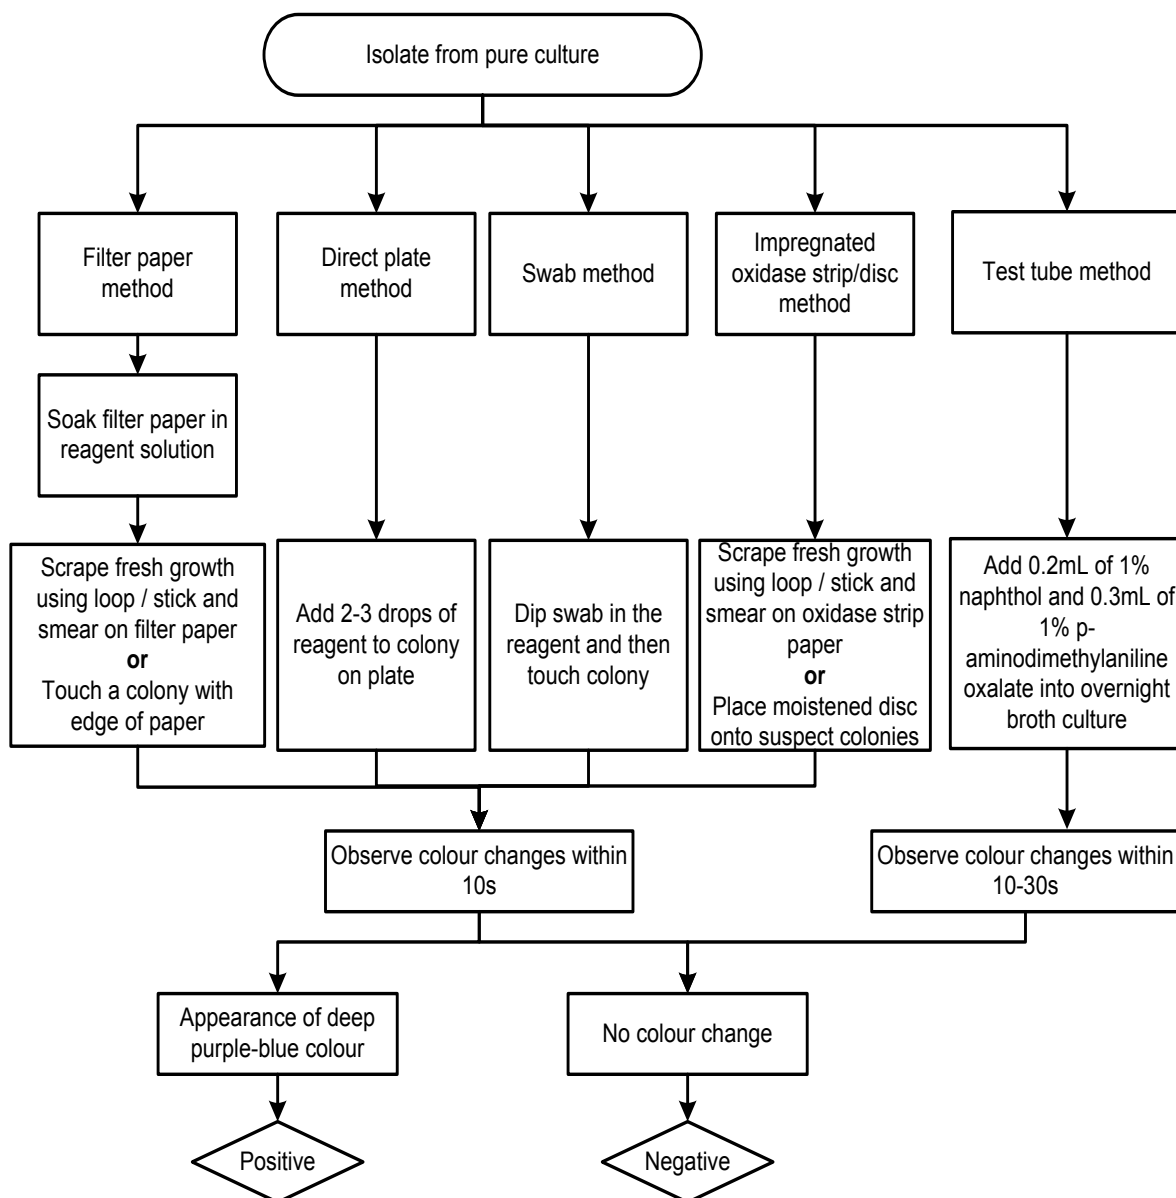 Isolate from pure culture
Filter paper
method
Direct plate
method
Swab method
Impregnated
oxidase strip/disc
method
Test tube method
Soak filter paper in
reagent solution
Scrape fresh growth
using loop / stick and
smear on filter paper
or
Touch a colony with
edge of paper
Add 2-3 drops of
reagent to colony
on plate
Dip swab in the
reagent and then
touch colony
Scrape fresh growth
using loop / stick and
smear on oxidase strip
paper
or
Place moistened disc
onto suspect colonies
Add 0.2mL of 1%
naphthol and 0.3mL of
1% p-
aminodimethylaniline
oxalate into overnight
broth culture
Observe colour changes within
10s
Observe colour changes within
10-30s
Appearance of deep
purple-blue colour
No colour change
Positive
Negative